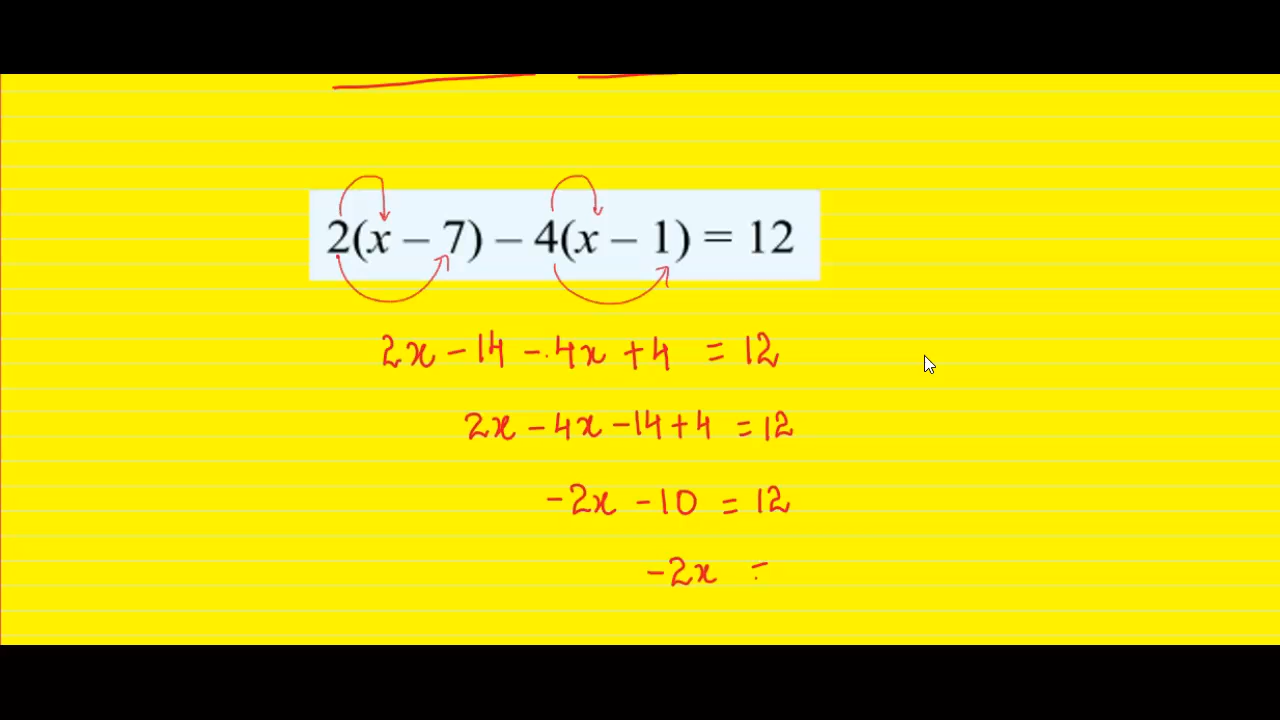 2(x – 7) – 4(x – 1) = 12
2x - 14 - 4x + 4 = 12
2x - 4x - 14 + 4 = 12
-2x - 10 = 12
-2x =